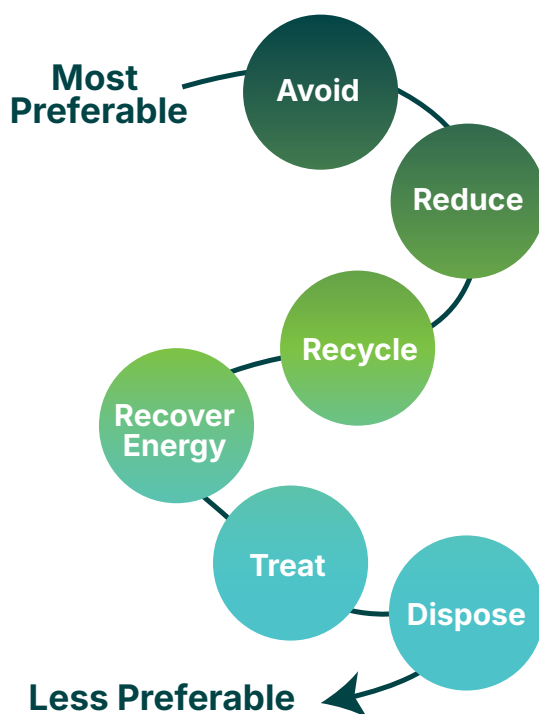 Most
Preferable
Avoid
Reduce
Recycle
Recover
Energy
Treat
Dispose
Less Preferable